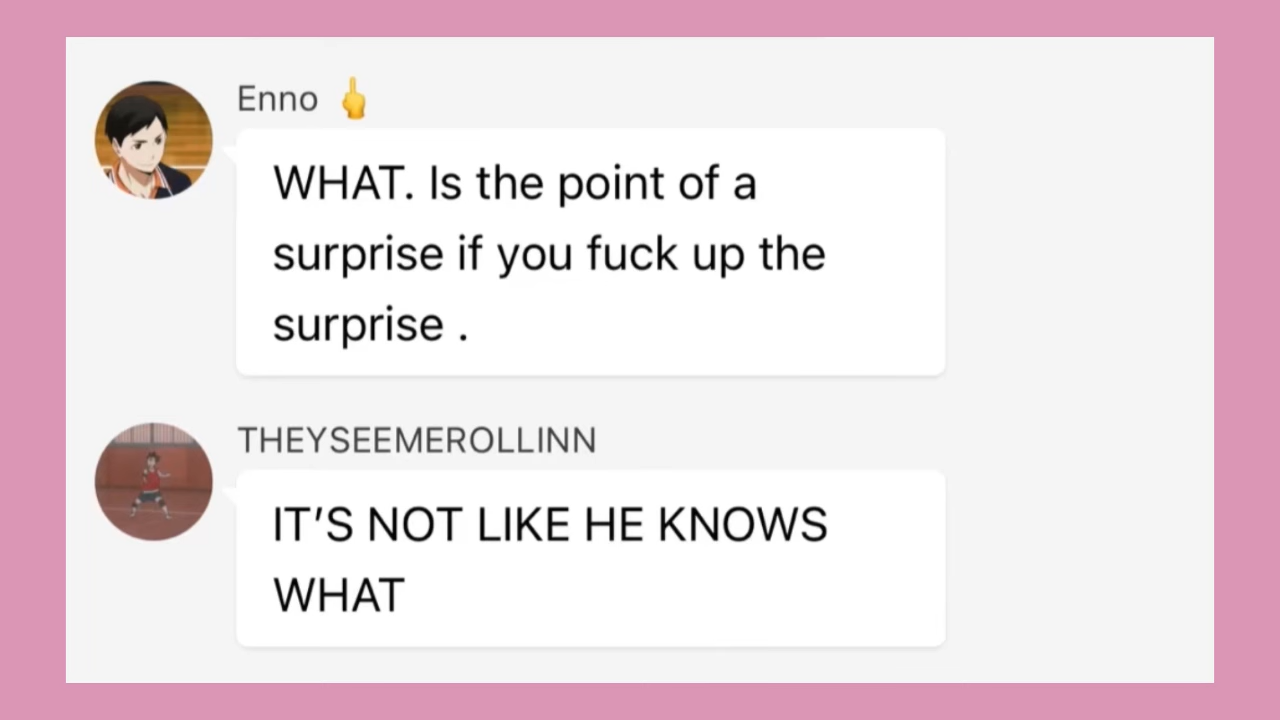 Enno 🖕
WHAT. Is the point of a
surprise if you fuck up the
surprise .
THEYSEEMEROLLINN
IT’S NOT LIKE HE KNOWS
WHAT